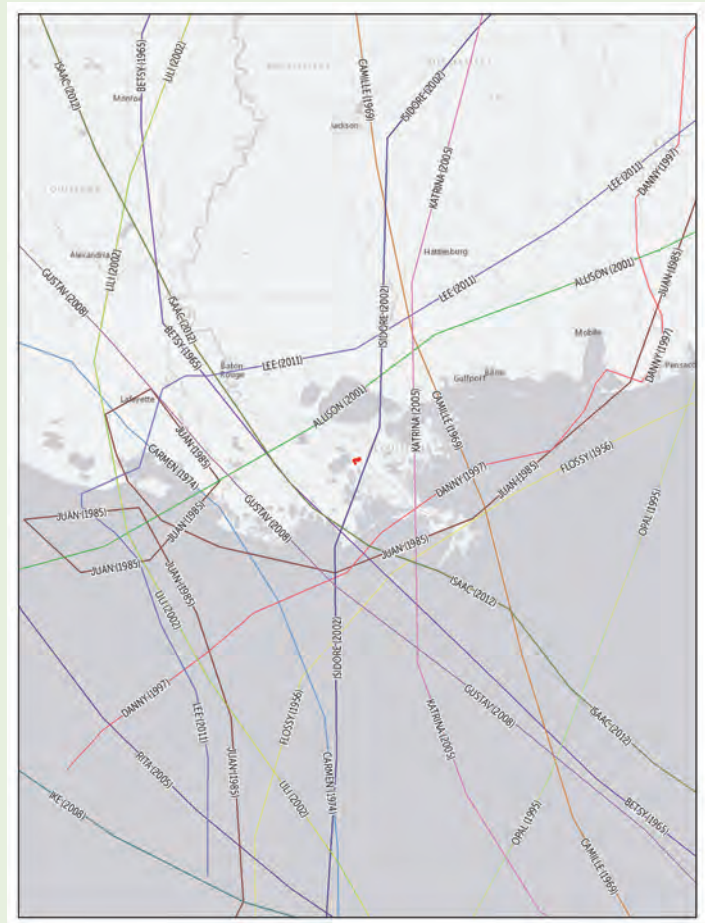 ISAAC (2012)
BETSY (1965)
LILI (2002)
CAMILLE (1969)
ISIDORE (2002)
KATRINA (2005)
DANNY (1997)
LEE (2011)
Monroe
Jackson
LOUISIANA
Alexandria
Hattiesburg
LILI (2002)
GUSTAV (2008)
ISAAC (2012)
BETSY (1965)
ISIDORE (2002)
LEE (2011)
ALLISON (2001)
JUAN (1985)
Mobile
DANNY (1997)
LEE (2011)
Baton
Rouge
Gulfport
Biloxi
Lafayette
ALLISON (2001)
KATRINA (2005)
CAMILLE (1969)
JUAN (1985)
CARMEN (1974)
FLOSSY (1956)
DANNY (1997)
JUAN (1985)
GUSTAV (2008)
OPAL (1995)
JUAN (1985)
JUAN (1985)
JUAN (1985)
JUAN (1985)
JUAN (1985)
LILI (2002)
ISAAC (2012)
ISIDORE (2002)
DANNY (1997)
LEE (2011)
FLOSSY (1956)
KATRINA (2005)
GUSTAV (2008)
ISAAC (2012)
RITA (2005)
JUAN (1985)
CARMEN (1974)
IKE (2008)
LILI (2002)
OPAL (1995)
BETSY (1965)
CAMILLE (1969)